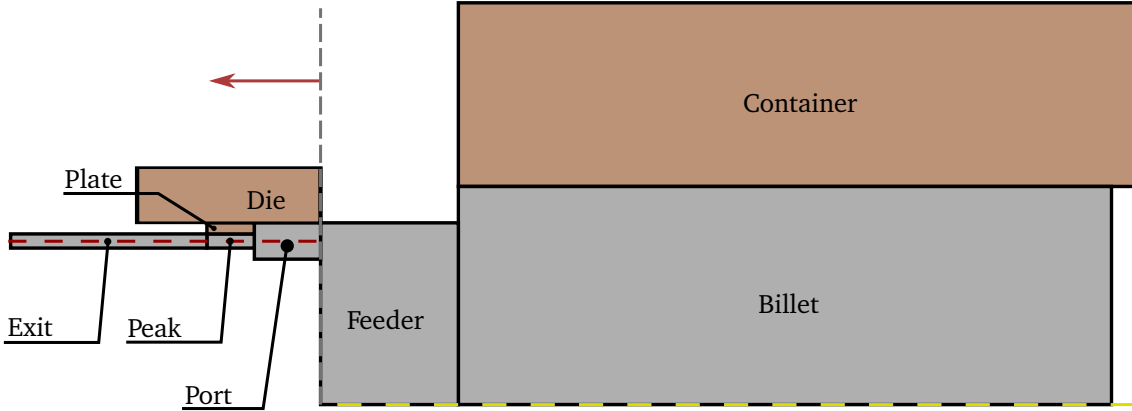 Container
Plate
Die
Billet
Feeder
Exit
Peak
Port